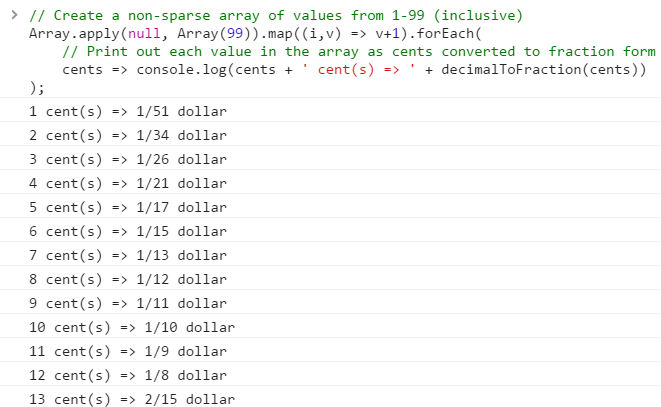 > // Create a non-sparse array of values from 1-99 (inclusive)
Array.apply(null, Array(99)).map((i,v) => v+1).forEach(
// Print out each value in the array as cents converted to fraction form
cents => console.log(cents + ' cent(s) => ' + decimalToFraction(cents))
);
1 cent(s) => 1/51 dollar
2 cent(s) => 1/34 dollar
3 cent(s) => 1/26 dollar
4 cent(s) => 1/21 dollar
5 cent(s) => 1/17 dollar
6 cent(s) => 1/15 dollar
7 cent(s) => 1/13 dollar
8 cent(s) => 1/12 dollar
9 cent(s) => 1/11 dollar
10 cent(s) => 1/10 dollar
11 cent(s) => 1/9 dollar
12 cent(s) => 1/8 dollar
13 cent(s) => 2/15 dollar